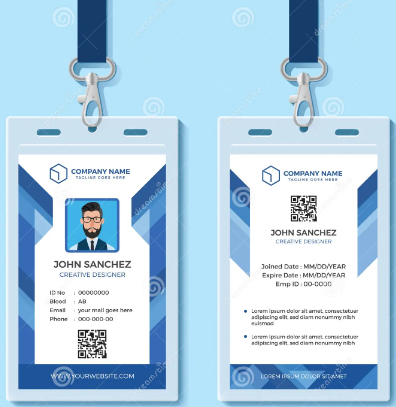 COMPANY NAME
TAGLINE GOES HERE
JOHN SANCHEZ
CREATIVE DESIGNER
ID No : 00000000
Blood : AB
Email : your mail goes here
Phone : 000-000-00
WWW.YOURWEBSITE.COM
COMPANY NAME
TAGLINE GOES HERE
JOHN SANCHEZ
CREATIVE DESIGNER
Joined Date : MM/DD/YEAR
Expire Date : MM/DD/YEAR
Emp ID : 00-0000
Lorem ipsum dolor sit amet, consectetuer
adipiscing elit, sed diam nonummy nibh
euismod
Lorem ipsum dolor sit amet, consectetuer
adipiscing elit, sed diam nonummy nibh
LOREM IPSUM DOLOR SIT AMET